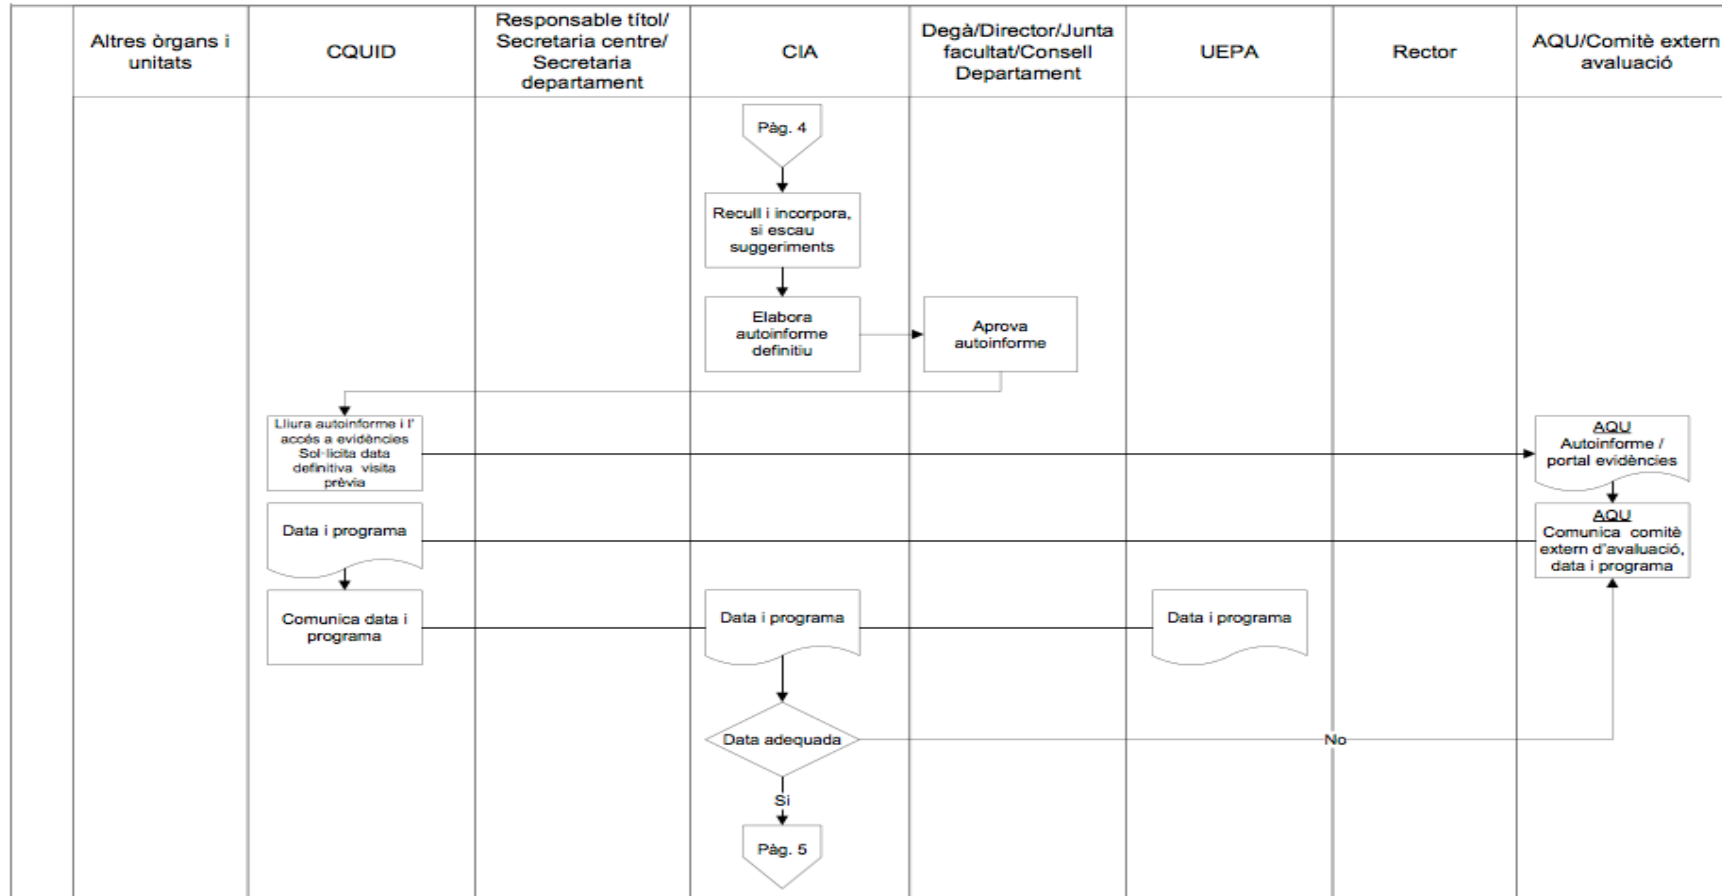 Altres òrgans i
unitats
CQUID
Responsable títol/
Secretaria centre/
Secretaria
departament
CIA
Degà/Director/Junta
facultat/Consell
Departament
UEPA
Rector
AQU/Comitè extern
avaluació
Pàg. 4
Recull i incorpora,
si escau
suggeriments
Elabora
autoinforme
definitiu
Aprova
autoinforme
Lliura autoinforme i l'
accés a evidències
Sol·licita data
definitiva visita
prèvia
AQU
Autoinforme /
portal evidències
Data i programa
AQU
Comunica comitè
extern d'avaluació,
data i programa
Comunica data i
programa
Data i programa
Data i programa
Data adequada
No
Si
Pàg. 5